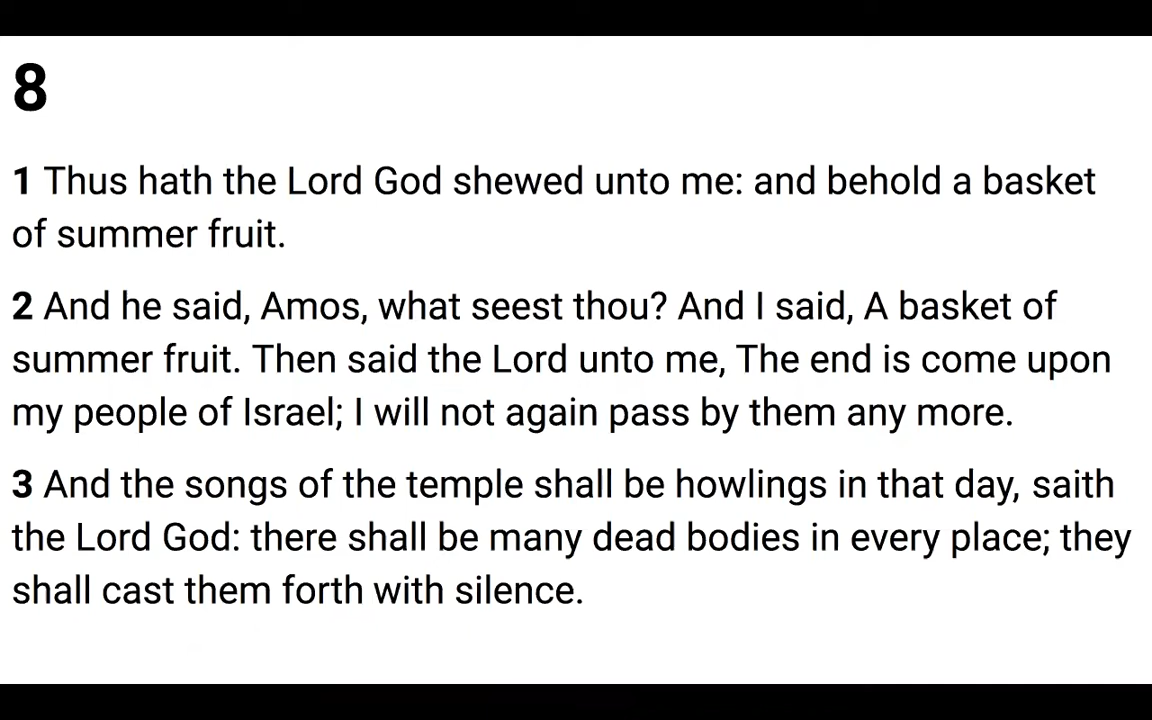 8
1 Thus hath the Lord God shewed unto me: and behold a basket
of summer fruit.
2 And he said, Amos, what seest thou? And I said, A basket of
summer fruit. Then said the Lord unto me, The end is come upon
my people of Israel; I will not again pass by them any more.
3 And the songs of the temple shall be howlings in that day, saith
the Lord God: there shall be many dead bodies in every place; they
shall cast them forth with silence.